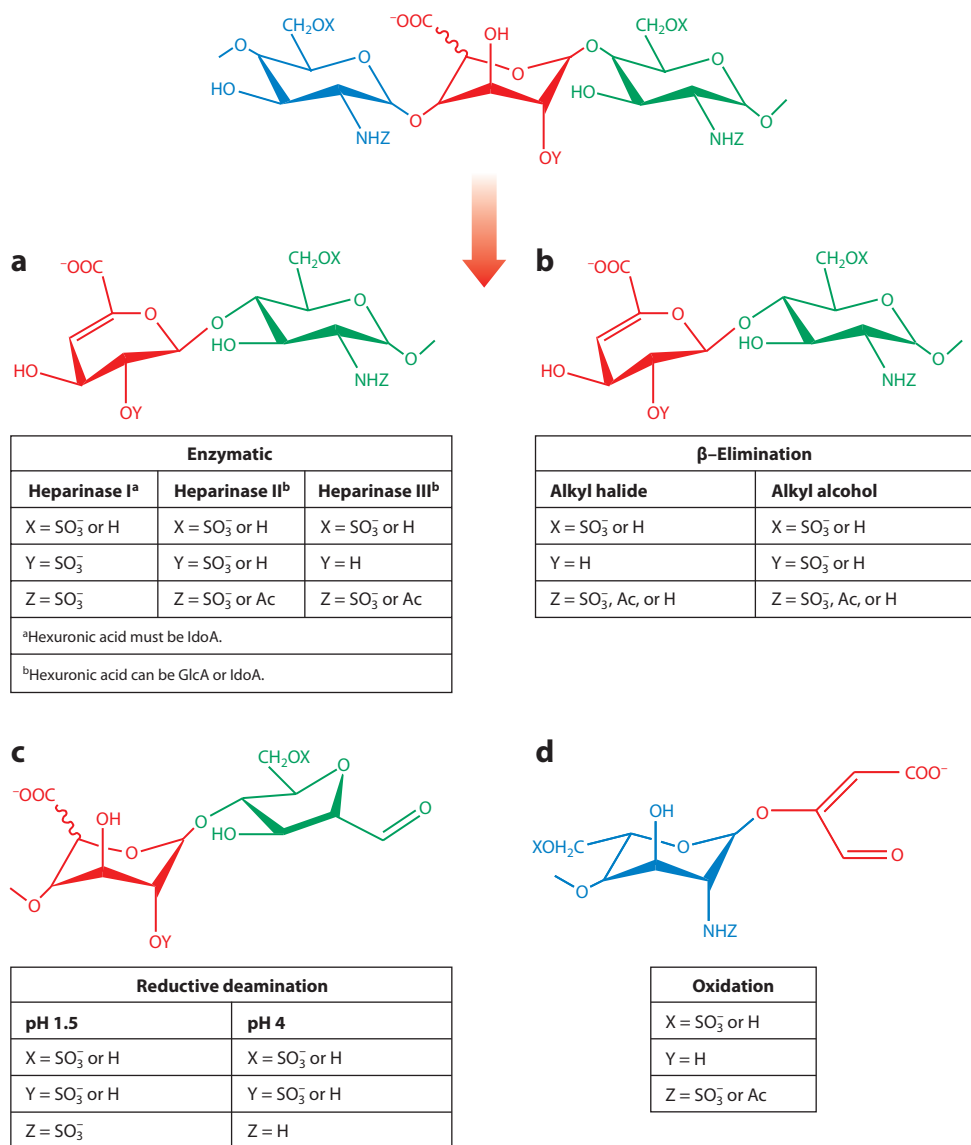 CH₂OX
⁻OOC
OH
CH₂OX
O
O
O
O
O
HO
HO
NHZ
O
OY
NHZ
O
a
⁻OOC
CH₂OX
O
O
O
HO
HO
NHZ
O
OY
Enzymatic
Heparinase Iᵃ Heparinase IIᵇ Heparinase IIIᵇ
X = SO₃⁻ or H X = SO₃⁻ or H X = SO₃⁻ or H
Y = SO₃⁻ Y = SO₃⁻ or H Y = H
Z = SO₃⁻ Z = SO₃⁻ or Ac Z = SO₃⁻ or Ac
ᵃHexuronic acid must be IdoA.
ᵇHexuronic acid can be GlcA or IdoA.
b
⁻OOC
CH₂OX
O
O
O
HO
HO
NHZ
O
OY
β–Elimination
Alkyl halide Alkyl alcohol
X = SO₃⁻ or H X = SO₃⁻ or H
Y = H Y = SO₃⁻ or H
Z = SO₃⁻, Ac, or H Z = SO₃⁻, Ac, or H
c
CH₂OX
⁻OOC
OH
O
O
O
O
HO
O
OY
Reductive deamination
pH 1.5 pH 4
X = SO₃⁻ or H X = SO₃⁻ or H
Y = SO₃⁻ or H Y = SO₃⁻ or H
Z = SO₃⁻ Z = H
d
COO⁻
OH
O
XOH₂C
O
O
O
NHZ
Oxidation
X = SO₃⁻ or H
Y = H
Z = SO₃⁻ or Ac